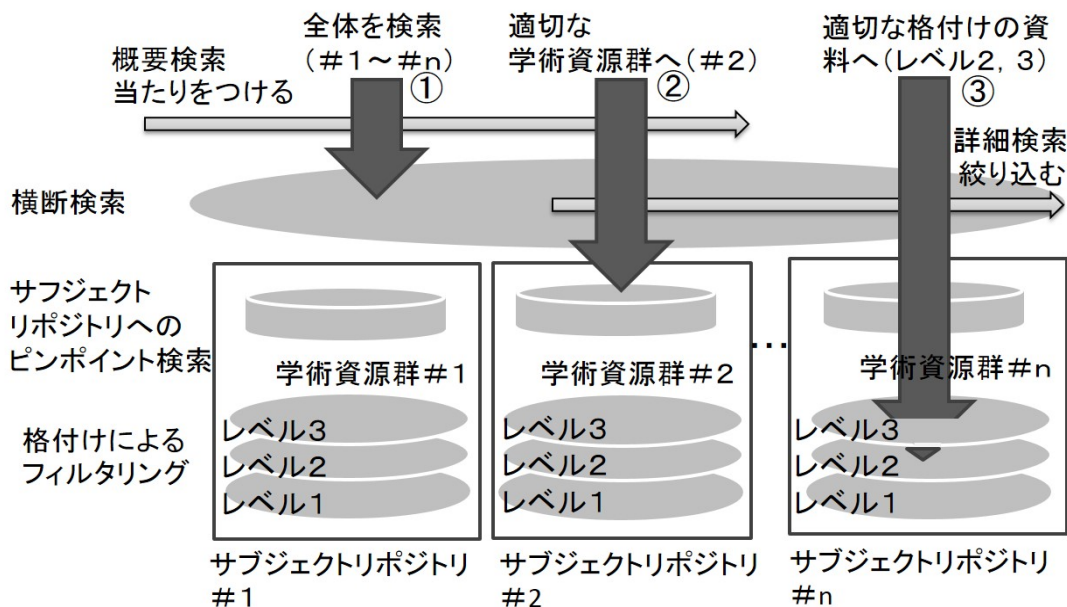 全体を検索
(#1～#n)
①
適切な
学術資源群へ(#2)
②
適切な格付けの資
料へ(レベル2, 3)
③
概要検索
当たりをつける
詳細検索
絞り込む
横断検索
サフジェクト
リポジトリへの
ピンポイント検索
学術資源群#1
学術資源群#2
...
学術資源群#n
格付けによる
フィルタリング
レベル3
レベル2
レベル1
レベル3
レベル2
レベル1
レベル3
レベル2
レベル1
サブジェクトリポジトリ
#1
サブジェクトリポジトリ
#2
サブジェクトリポジトリ
#n